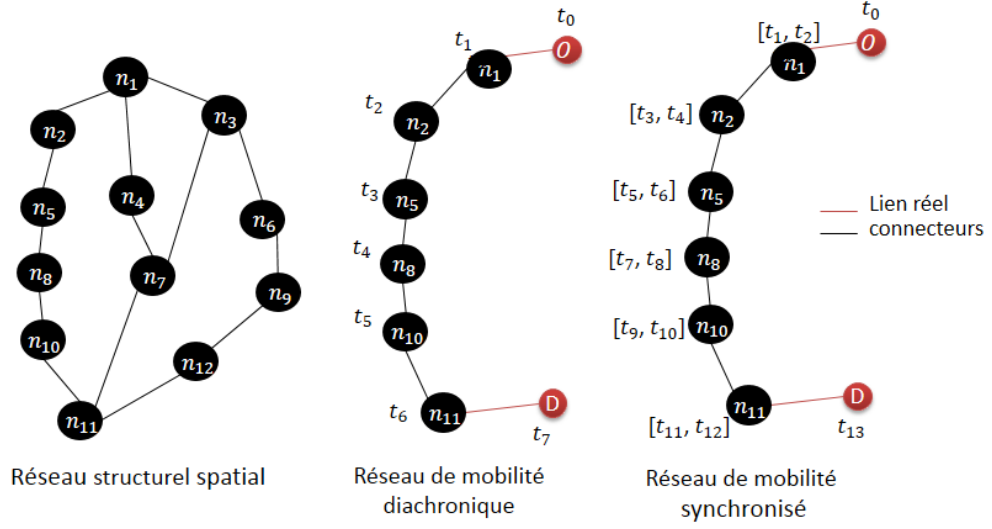 n₁
n₂
n₃
n₄
n₅
n₆
n₇
n₈
n₉
n₁₀
n₁₂
n₁₁
Réseau structurel spatial
t₀
O
t₁
n₁
t₂
n₂
t₃
n₅
t₄
n₈
t₅
n₁₀
t₆
n₁₁
D
t₇
Réseau de mobilité
diachronique
t₀
O
[t₁, t₂]
n₁
[t₃, t₄]
n₂
[t₅, t₆]
n₅
[t₇, t₈]
n₈
[t₉, t₁₀]
n₁₀
[t₁₁, t₁₂]
n₁₁
D
t₁₃
Réseau de mobilité
synchronisé
Lien réel
connecteurs